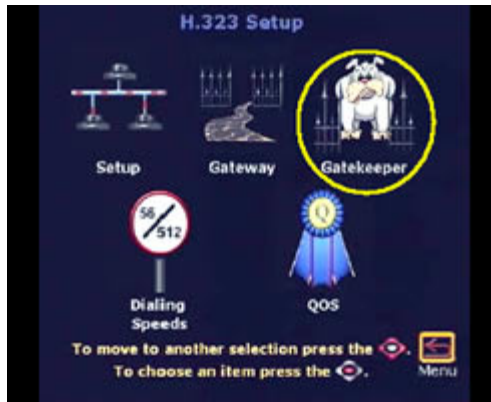 H.323 Setup
Setup
Gateway
Gatekeeper
56/512
Q
Dialing
Speeds
QOS
To move to another selection press the .
To choose an item press the .
Menu